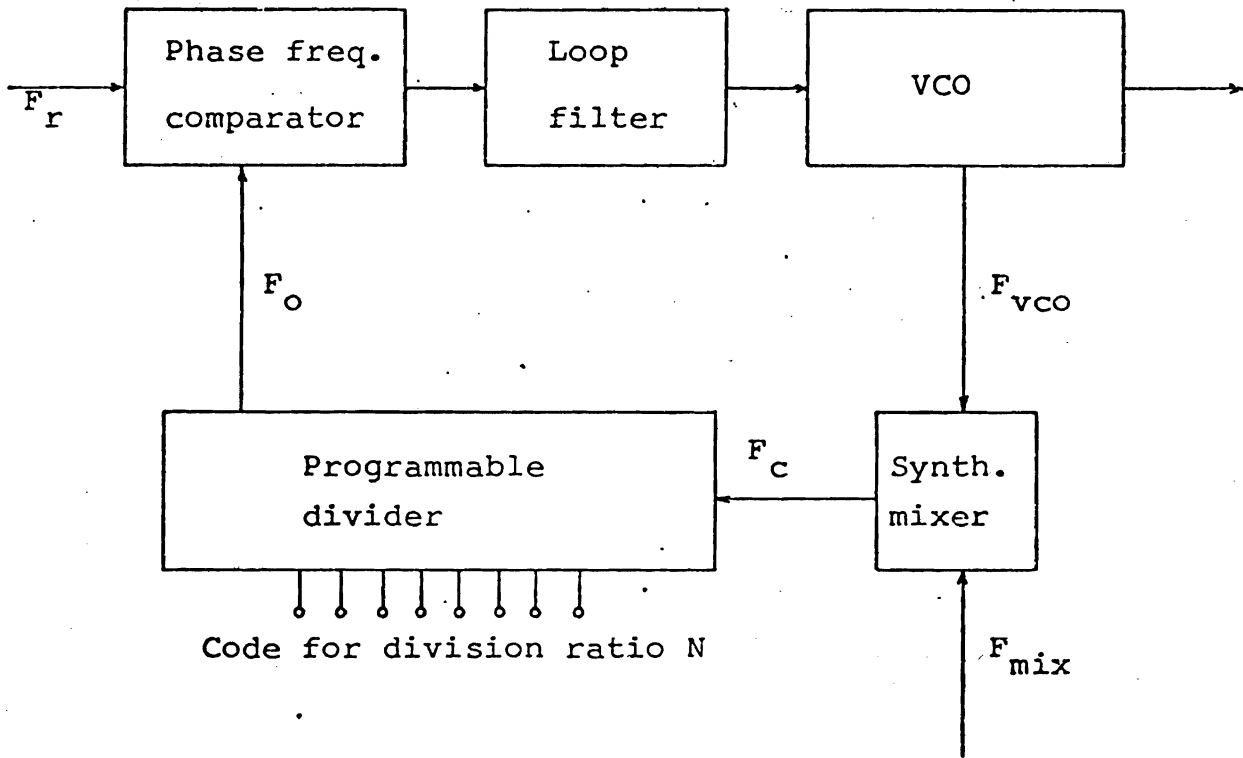 Phase freq.
comparator
Loop
filter
VCO
F_r
F_o
F_vco
Programmable
divider
F_c
Synth.
mixer
Code for division ratio N
F_mix